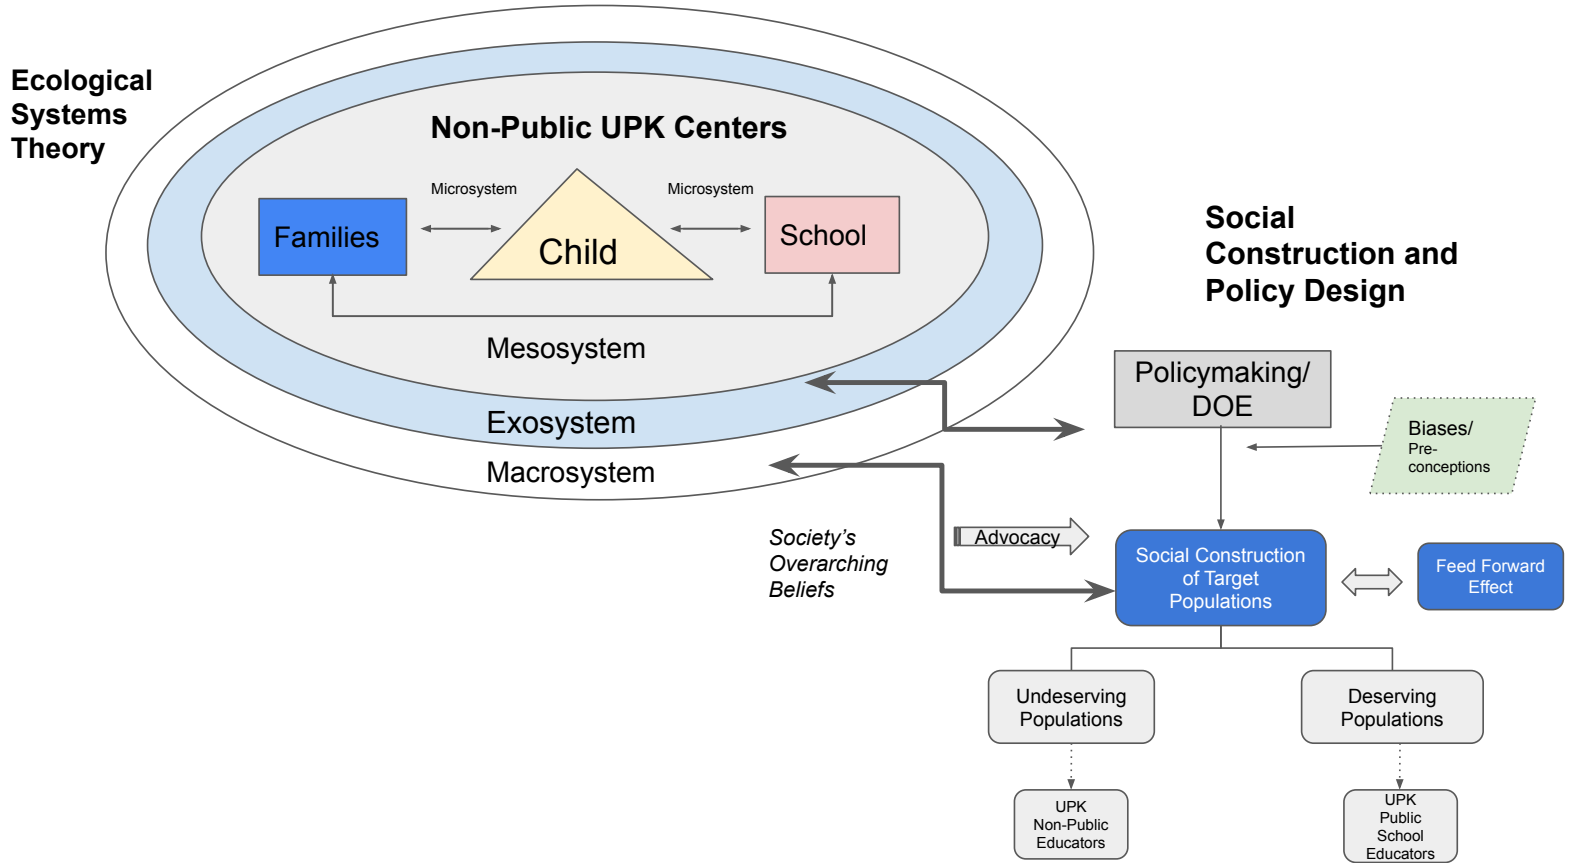 Ecological
Systems
Theory
Non-Public UPK Centers
Microsystem
Microsystem
Families
Child
School
Mesosystem
Exosystem
Macrosystem
Social
Construction and
Policy Design
Policymaking/
DOE
Biases/
Pre-
conceptions
Society's
Overarching
Beliefs
Advocacy
Social Construction
of Target
Populations
Feed Forward
Effect
Undeserving
Populations
Deserving
Populations
UPK
Non-Public
Educators
UPK
Public
School
Educators